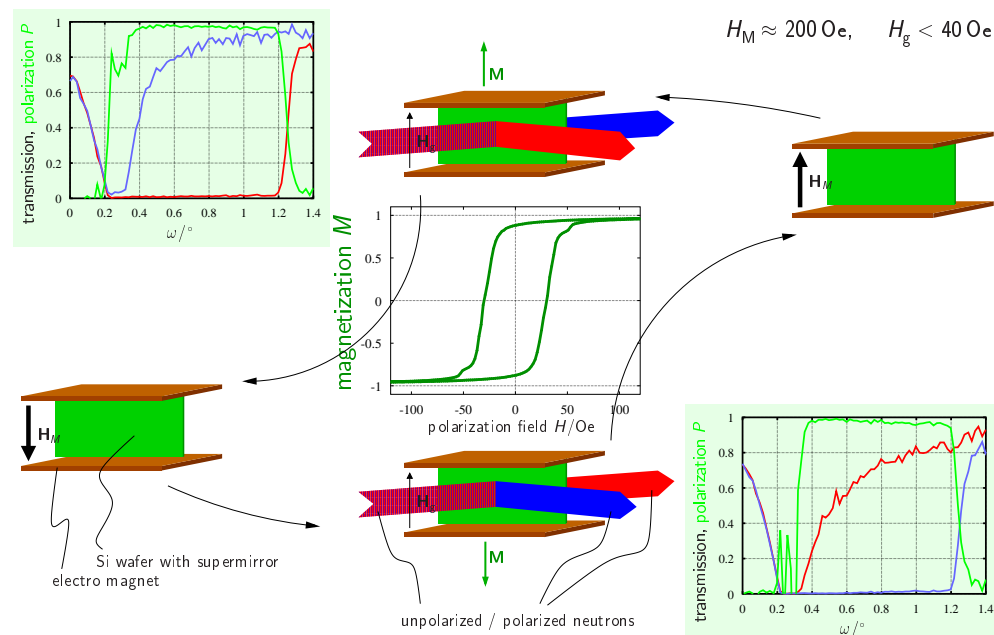 H_M ≈ 200 Oe, H_g < 40 Oe
transmission, polarization P
1
0.8
0.6
0.4
0.2
0
0 0.2 0.4 0.6 0.8 1.0 1.2 1.4
ω/°
M
H_g
H_M
magnetization M
1
0.5
0
-0.5
-1
-100 -50 0 50 100
polarization field H/Oe
H_M
Si wafer with supermirror
electro magnet
H_g
M
unpolarized / polarized neutrons
transmission, polarization P
1
0.8
0.6
0.4
0.2
0
0 0.2 0.4 0.6 0.8 1.0 1.2 1.4
ω/°